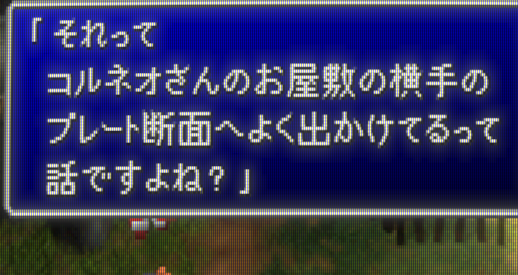 「それって
コルネオさんのお屋敷の横手の
プレート断面へよく出かけてるって
話ですよね？」